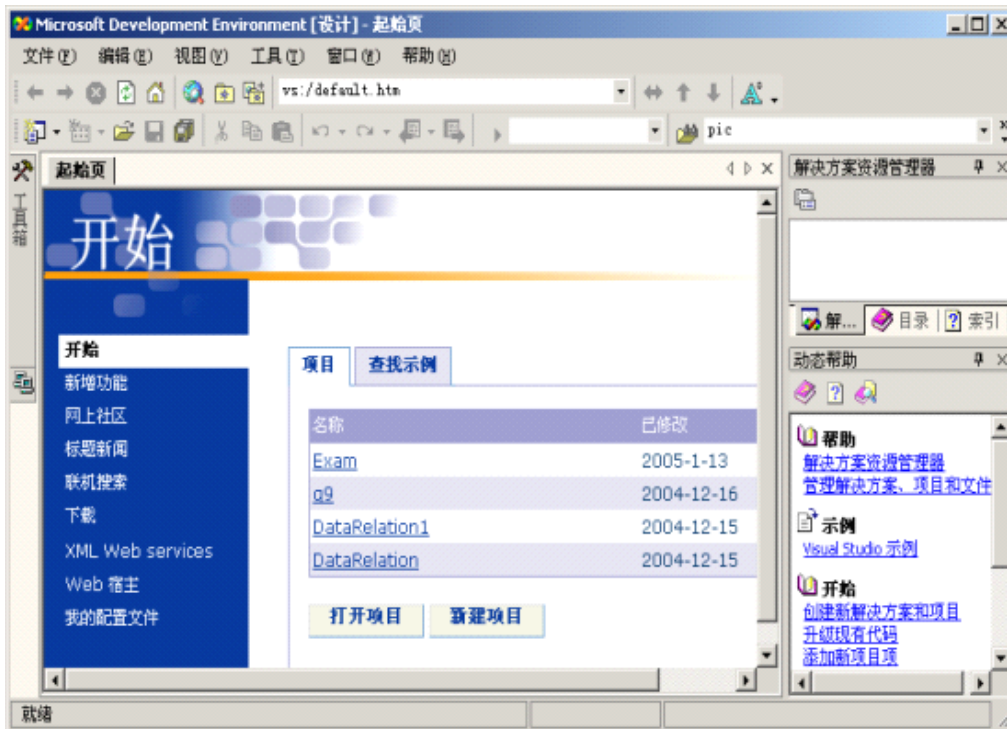 Microsoft Development Environment [设计] - 起始页
文件(F) 编辑(E) 视图(V) 工具(T) 窗口(W) 帮助(H)
vs:/default.htm
pic
工具箱
起始页
开始
开始
新增功能
网上社区
标题新闻
联机搜索
下载
XML Web services
Web 宿主
我的配置文件
项目 查找示例
名称 已修改
Exam 2005-1-13
q9 2004-12-16
DataRelation1 2004-12-15
DataRelation 2004-12-15
打开项目 新建项目
解决方案资源管理器
解... 目录 索引
动态帮助
帮助
解决方案资源管理器
管理解决方案、项目和文件
示例
Visual Studio 示例
开始
创建新解决方案和项目
升级现有代码
添加新项目项
就绪